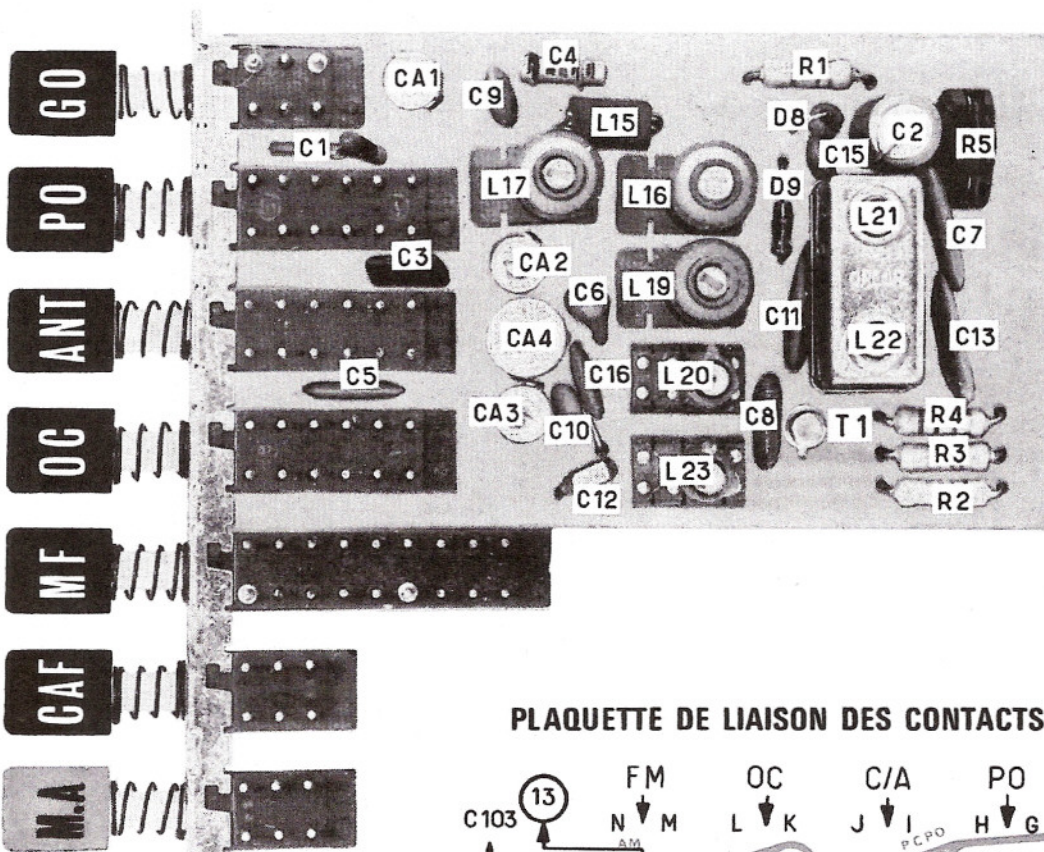 GO
PO
ANT
OC
MF
CAF
M.A
CA1
C9
C4
R1
C1
L15
D8
C2
R5
C15
L17
L16
D9
L21
C7
C3
CA2
L19
C6
C11
CA4
L22
C13
C5
C16
L20
CA3
C10
C8
T1
R4
R3
L23
C12
R2
PLAQUETTE DE LIAISON DES CONTACTS
13 FM OC C/A PO
C103 N M L K J I H G
AM PCPO